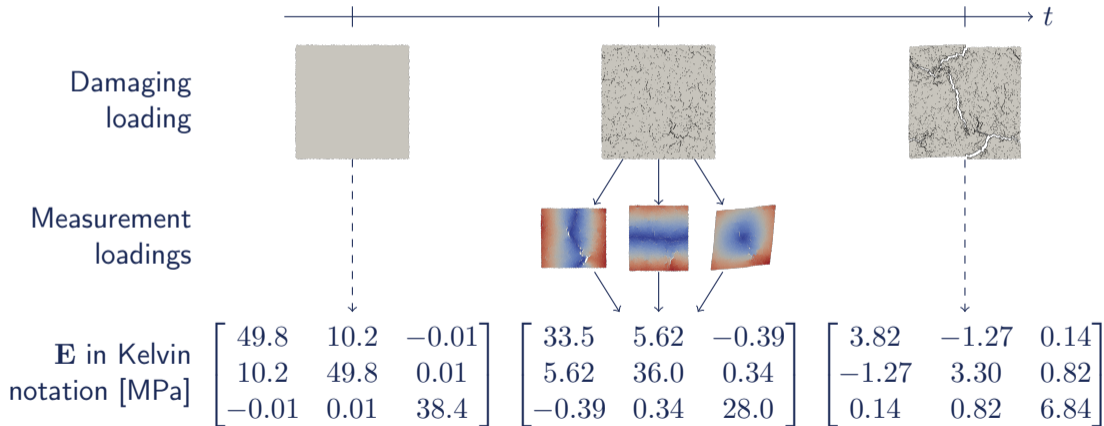 t
Damaging
loading
Measurement
loadings
E in Kelvin
notation [MPa]
49.8 10.2 −0.01
10.2 49.8 0.01
−0.01 0.01 38.4
33.5 5.62 −0.39
5.62 36.0 0.34
−0.39 0.34 28.0
3.82 −1.27 0.14
−1.27 3.30 0.82
0.14 0.82 6.84